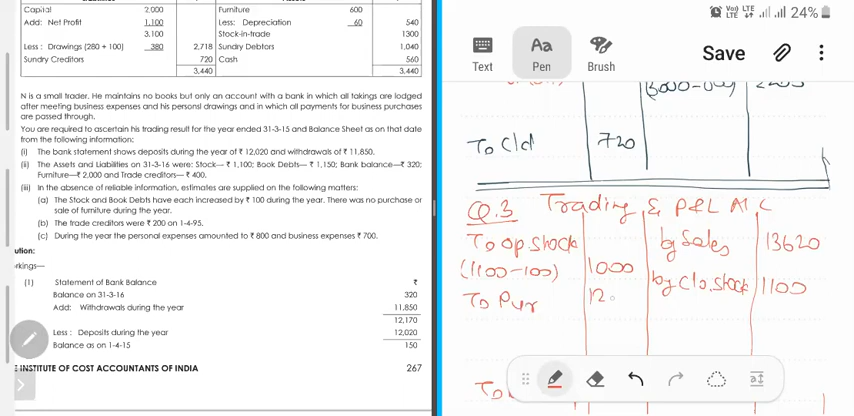 Capital 2,000 Furniture 600
Add: Net Profit 1,100 Less: Depreciation 60 540
3,100 Stock-in-trade 1300
Less : Drawings (280 + 100) 380 2,718 Sundry Debtors 1,040
Sundry Creditors 720 Cash 560
3,440 3,440
N is a small trader. He maintains no books but only an account with a bank in which all takings are lodged
after meeting business expenses and his personal drawings and in which all payments for business purchases
are passed through.
You are required to ascertain his trading result for the year ended 31-3-15 and Balance Sheet as on that date
from the following information:
(i) The bank statement shows deposits during the year of ₹ 12,020 and withdrawals of ₹ 11,850.
(ii) The Assets and Liabilities on 31-3-16 were: Stock— ₹ 1,100; Book Debts— ₹ 1,150; Bank balance—₹ 320;
Furniture—₹ 2,000 and Trade creditors— ₹ 400.
(iii) In the absence of reliable information, estimates are supplied on the following matters:
(a) The Stock and Book Debts have each increased by ₹ 100 during the year. There was no purchase or
sale of furniture during the year.
(b) The trade creditors were ₹ 200 on 1-4-95.
(c) During the year the personal expenses amounted to ₹ 800 and business expenses ₹ 700.
ution:
rkings—
(1) Statement of Bank Balance ₹
Balance on 31-3-16 320
Add: Withdrawals during the year 11,850
12,170
Less : Deposits during the year 12,020
Balance as on 1-4-15 150
E INSTITUTE OF COST ACCOUNTANTS OF INDIA 267
Voo) LTE
LTE 24%
Text Aa Pen Brush Save
To C/d 720
Q.3 Trading & P&L A/C
To op.stock by Sales 13620
(1100-100) 1000 by Clo.stock 1100
To Pur 12
To